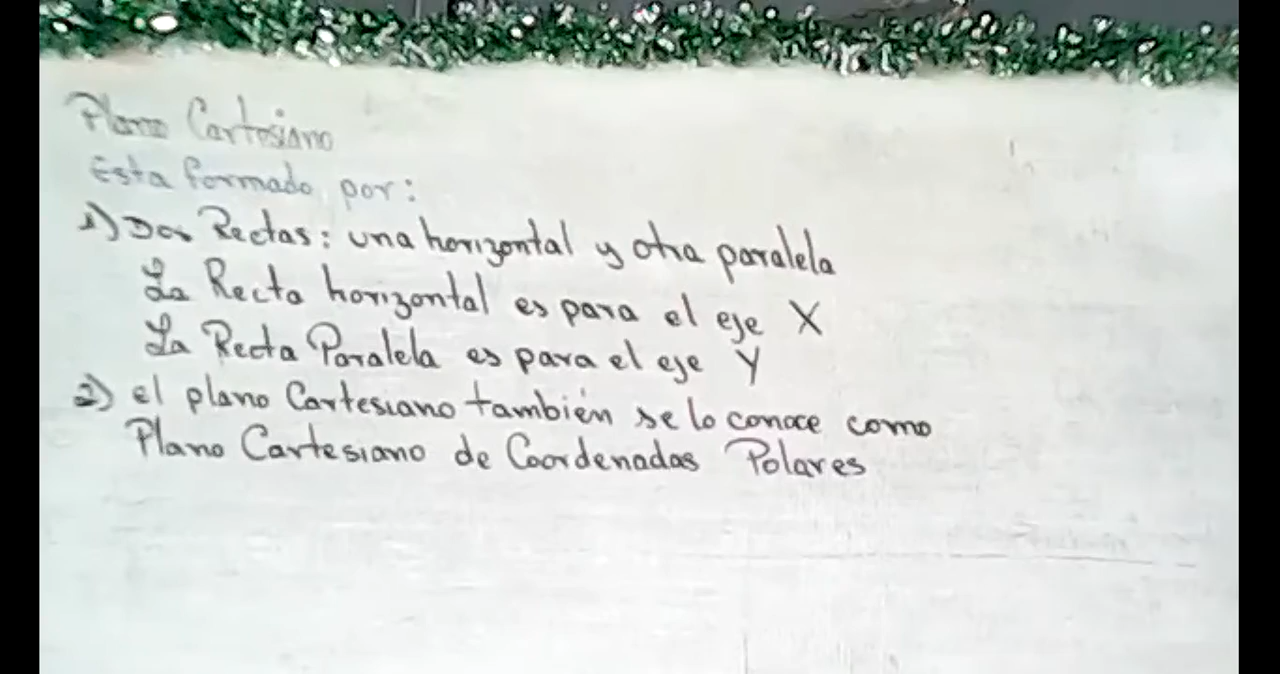 Plano Cartesiano
Esta formado por:
1) Dos Rectas: una horizontal y otra paralela
La Recta horizontal es para el eje X
La Recta Paralela es para el eje Y
2) el plano Cartesiano también se lo conoce como
Plano Cartesiano de Coordenadas Polares